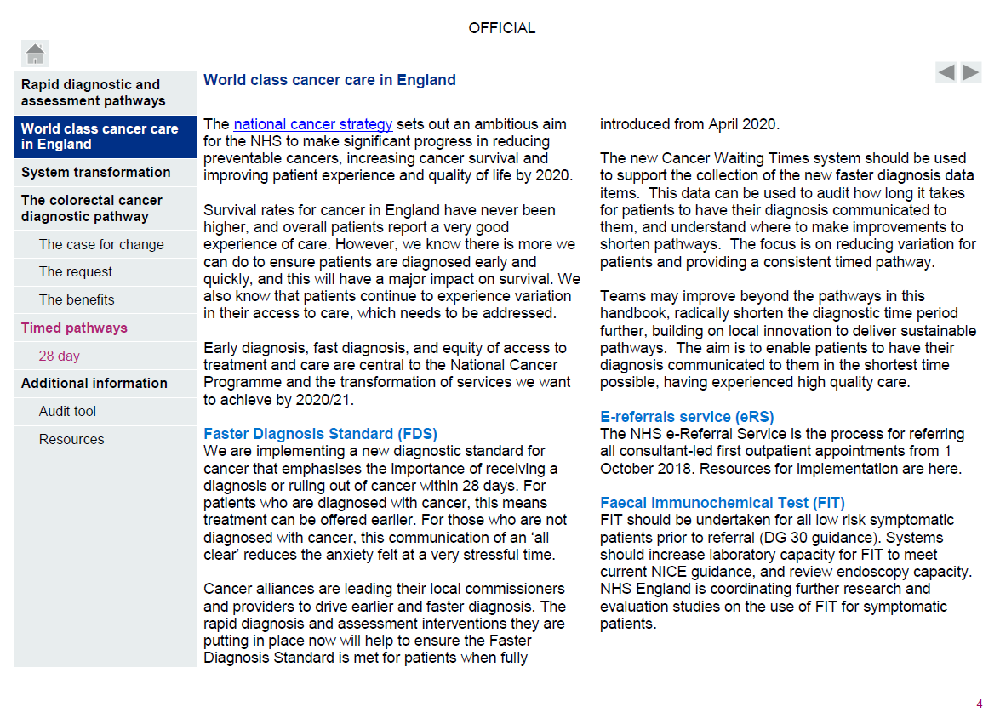 OFFICIAL
Rapid diagnostic and
assessment pathways
World class cancer care
in England
System transformation
The colorectal cancer
diagnostic pathway
The case for change
The request
The benefits
Timed pathways
28 day
Additional information
Audit tool
Resources
World class cancer care in England
The national cancer strategy sets out an ambitious aim
for the NHS to make significant progress in reducing
preventable cancers, increasing cancer survival and
improving patient experience and quality of life by 2020.
Survival rates for cancer in England have never been
higher, and overall patients report a very good
experience of care. However, we know there is more we
can do to ensure patients are diagnosed early and
quickly, and this will have a major impact on survival. We
also know that patients continue to experience variation
in their access to care, which needs to be addressed.
Early diagnosis, fast diagnosis, and equity of access to
treatment and care are central to the National Cancer
Programme and the transformation of services we want
to achieve by 2020/21.
Faster Diagnosis Standard (FDS)
We are implementing a new diagnostic standard for
cancer that emphasises the importance of receiving a
diagnosis or ruling out of cancer within 28 days. For
patients who are diagnosed with cancer, this means
treatment can be offered earlier. For those who are not
diagnosed with cancer, this communication of an ‘all
clear’ reduces the anxiety felt at a very stressful time.
Cancer alliances are leading their local commissioners
and providers to drive earlier and faster diagnosis. The
rapid diagnosis and assessment interventions they are
putting in place now will help to ensure the Faster
Diagnosis Standard is met for patients when fully
introduced from April 2020.
The new Cancer Waiting Times system should be used
to support the collection of the new faster diagnosis data
items. This data can be used to audit how long it takes
for patients to have their diagnosis communicated to
them, and understand where to make improvements to
shorten pathways. The focus is on reducing variation for
patients and providing a consistent timed pathway.
Teams may improve beyond the pathways in this
handbook, radically shorten the diagnostic time period
further, building on local innovation to deliver sustainable
pathways. The aim is to enable patients to have their
diagnosis communicated to them in the shortest time
possible, having experienced high quality care.
E-referrals service (eRS)
The NHS e-Referral Service is the process for referring
all consultant-led first outpatient appointments from 1
October 2018. Resources for implementation are here.
Faecal Immunochemical Test (FIT)
FIT should be undertaken for all low risk symptomatic
patients prior to referral (DG 30 guidance). Systems
should increase laboratory capacity for FIT to meet
current NICE guidance, and review endoscopy capacity.
NHS England is coordinating further research and
evaluation studies on the use of FIT for symptomatic
patients.
4